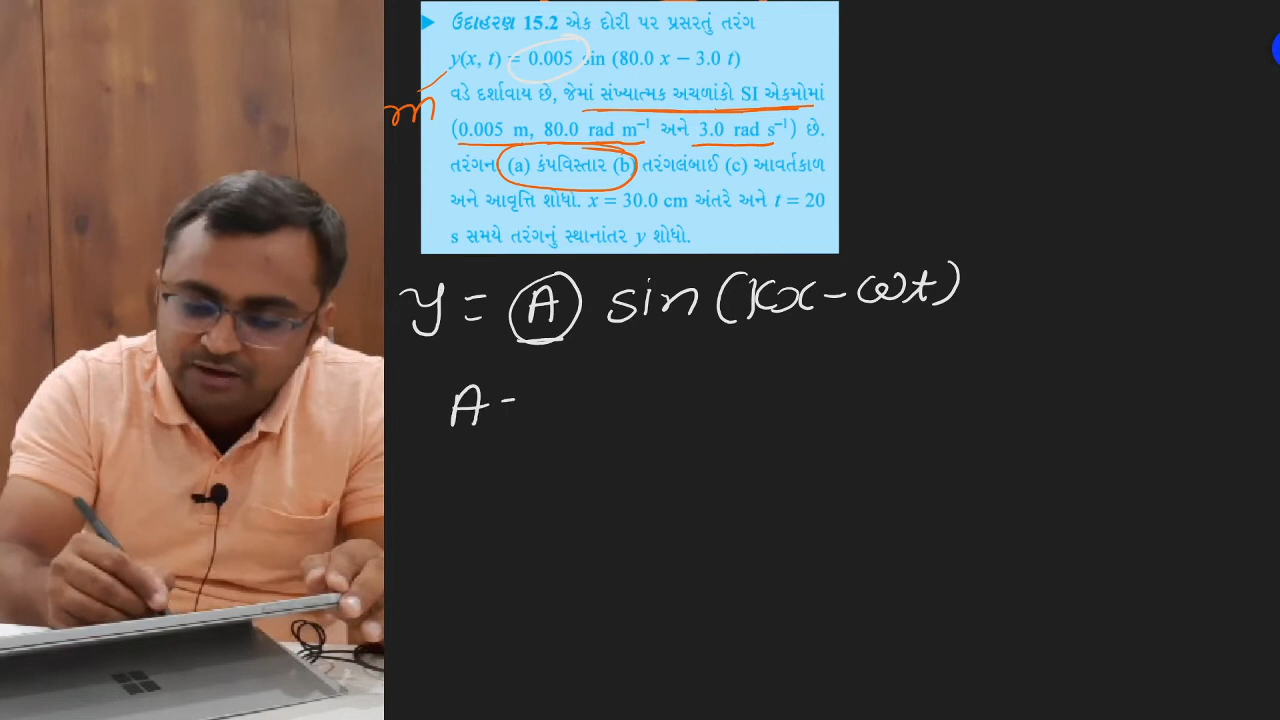 ઉદાહરણ 15.2 એક દોરી પર પ્રસરતું તરંગ
y(x, t) = 0.005 sin (80.0 x − 3.0 t)
m
વડે દર્શાવાય છે, જેમાં સંખ્યાત્મક અચળાંકો SI એકમોમાં
(0.005 m, 80.0 rad m⁻¹ અને 3.0 rad s⁻¹) છે.
તરંગના (a) કંપવિસ્તાર (b) તરંગલંબાઈ (c) આવર્તકાળ
અને આવૃત્તિ શોધો. x = 30.0 cm અંતરે અને t = 20
s સમયે તરંગનું સ્થાનાંતર y શોધો.
y = A sin (kx − ωt)
A -